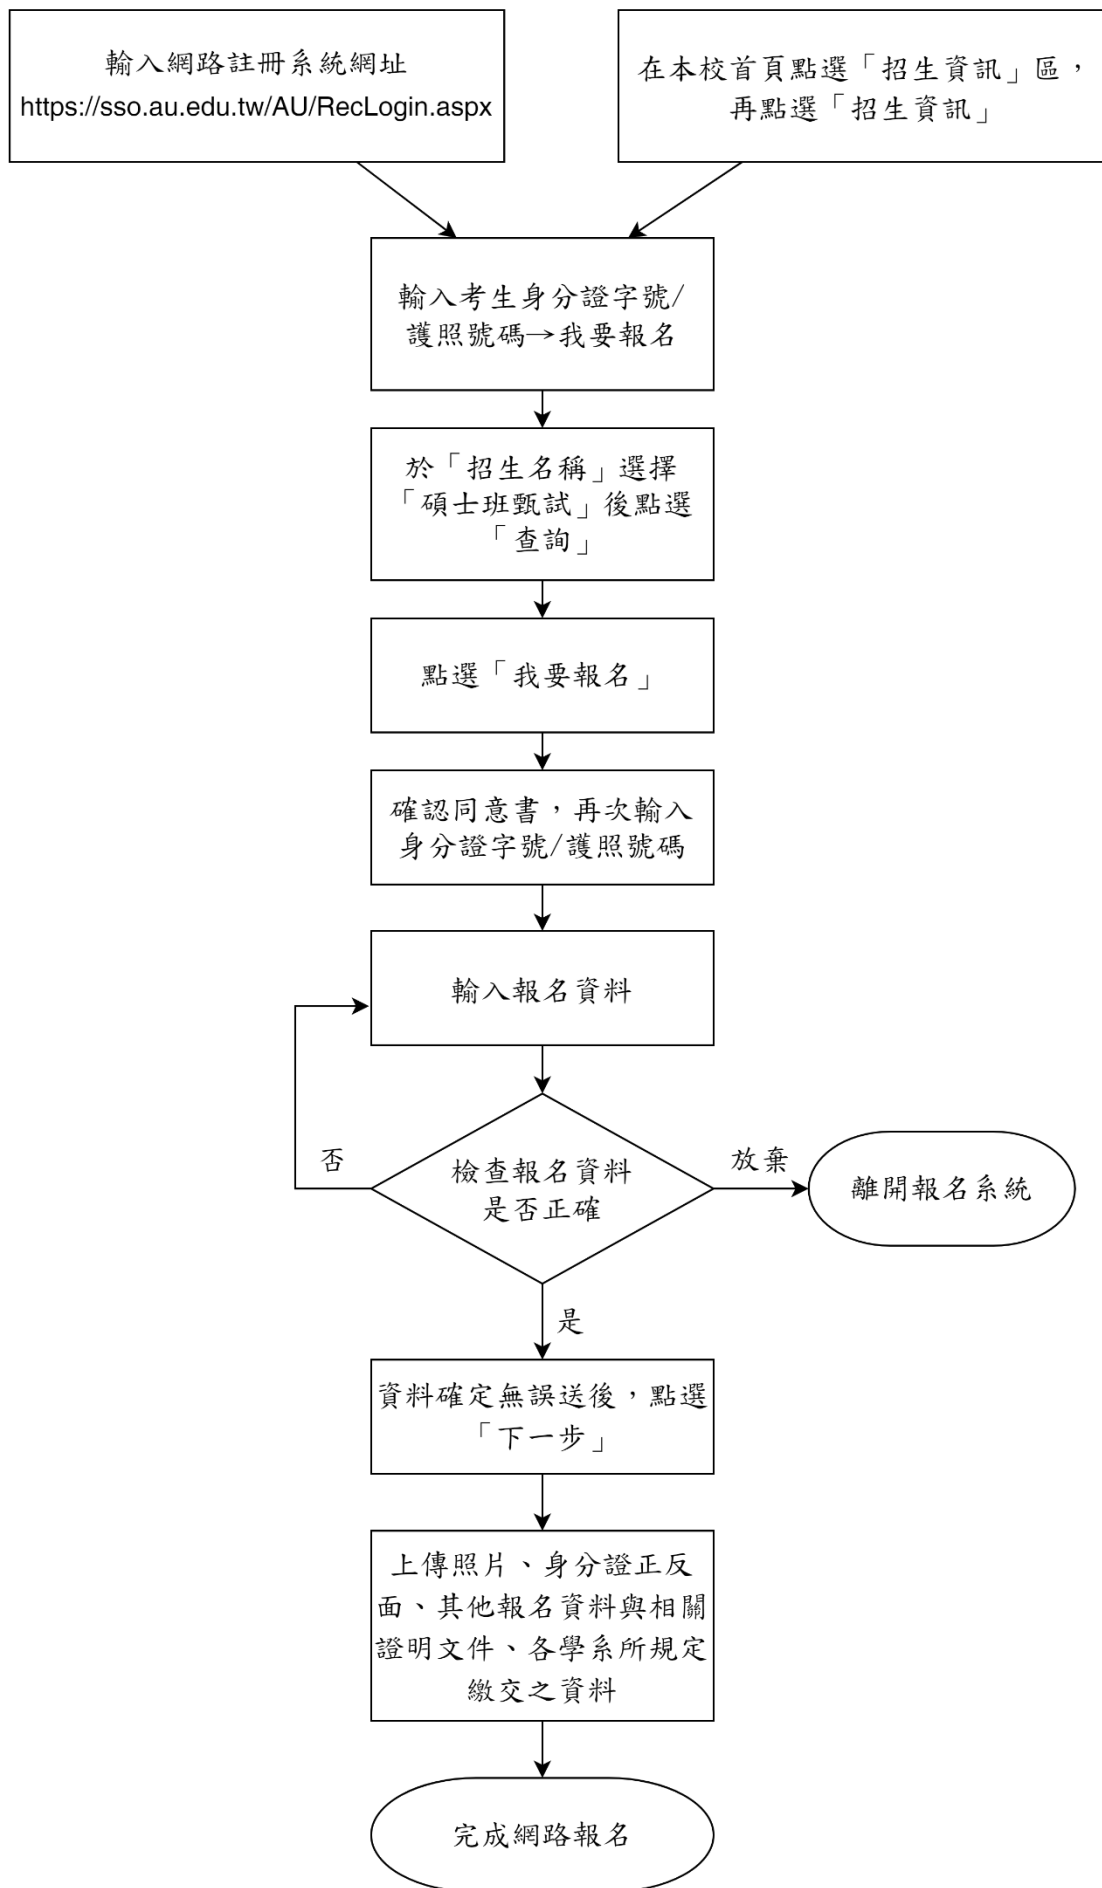 輸入網路註冊系統網址
https://sso.au.edu.tw/AU/RecLogin.aspx
在本校首頁點選「招生資訊」區，
再點選「招生資訊」
輸入考生身分證字號/
護照號碼→我要報名
於「招生名稱」選擇
「碩士班甄試」後點選
「查詢」
點選「我要報名」
確認同意書，再次輸入
身分證字號/護照號碼
輸入報名資料
否
檢查報名資料
是否正確
放棄
離開報名系統
是
資料確定無誤送後，點選
「下一步」
上傳照片、身分證正反
面、其他報名資料與相關
證明文件、各學系所規定
繳交之資料
完成網路報名